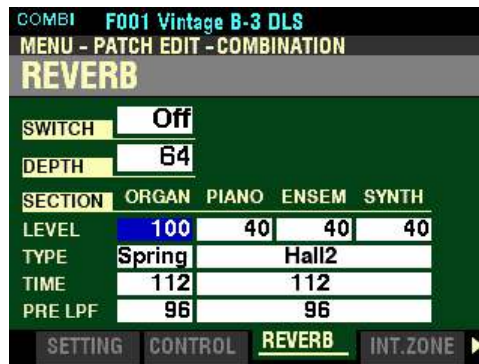 COMBI F001 Vintage B-3 DLS
MENU - PATCH EDIT - COMBINATION
REVERB
SWITCH Off
DEPTH 64
SECTION ORGAN PIANO ENSEM SYNTH
LEVEL 100 40 40 40
TYPE Spring Hall2
TIME 112 112
PRE LPF 96 96
SETTING CONTROL REVERB INT.ZONE